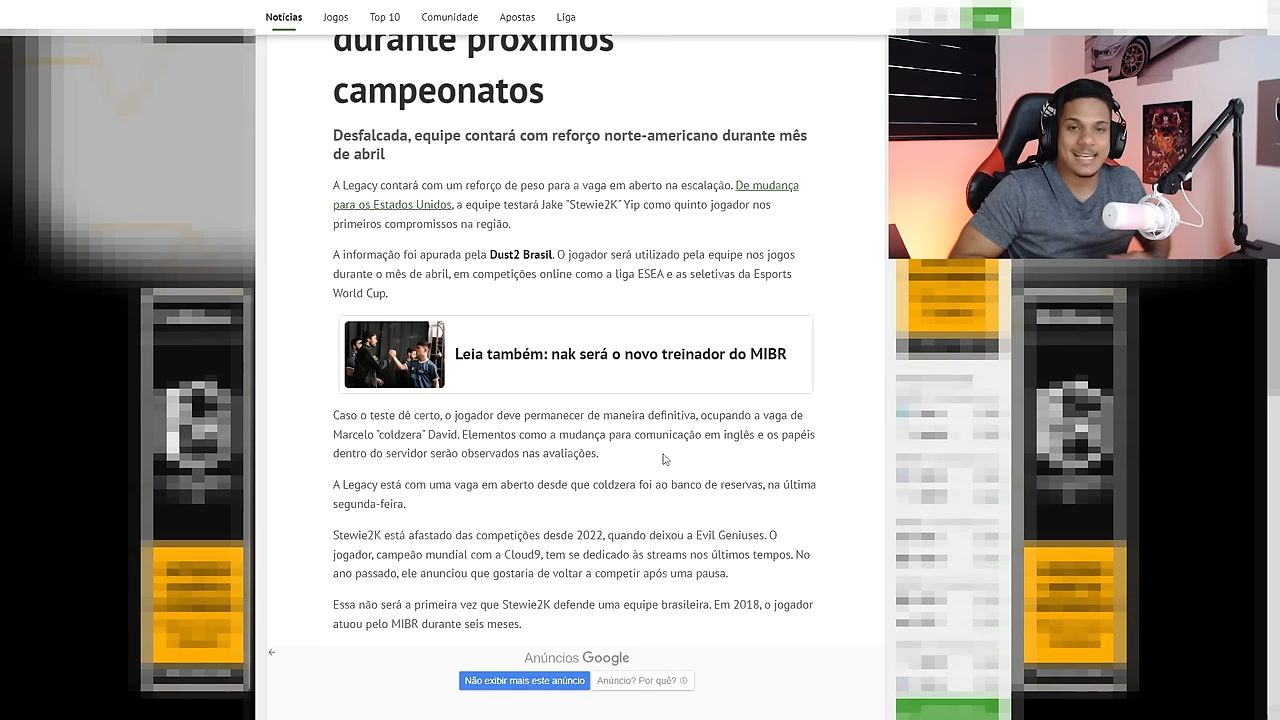 Notícias Jogos Top 10 Comunidade Apostas Liga
durante próximos
campeonatos
Desfalcada, equipe contará com reforço norte-americano durante mês
de abril
A Legacy contará com um reforço de peso para a vaga em aberto na escalação. De mudança
para os Estados Unidos, a equipe testará Jake "Stewie2K" Yip como quinto jogador nos
primeiros compromissos na região.
A informação foi apurada pela Dust2 Brasil. O jogador será utilizado pela equipe nos jogos
durante o mês de abril, em competições online como a liga ESEA e as seletivas da Esports
World Cup.
Leia também: nak será o novo treinador do MIBR
Caso o teste dê certo, o jogador deve permanecer de maneira definitiva, ocupando a vaga de
Marcelo "coldzera" David. Elementos como a mudança para comunicação em inglês e os papéis
dentro do servidor serão observados nas avaliações.
A Legacy está com uma vaga em aberto desde que coldzera foi ao banco de reservas, na última
segunda-feira.
Stewie2K está afastado das competições desde 2022, quando deixou a Evil Geniuses. O
jogador, campeão mundial com a Cloud9, tem se dedicado às streams nos últimos tempos. No
ano passado, ele anunciou que gostaria de voltar a competir após uma pausa.
Essa não será a primeira vez que Stewie2K defende uma equipe brasileira. Em 2018, o jogador
atuou pelo MIBR durante seis meses.
Anúncios Google
Não exibir mais este anúncio Anúncio? Por quê?